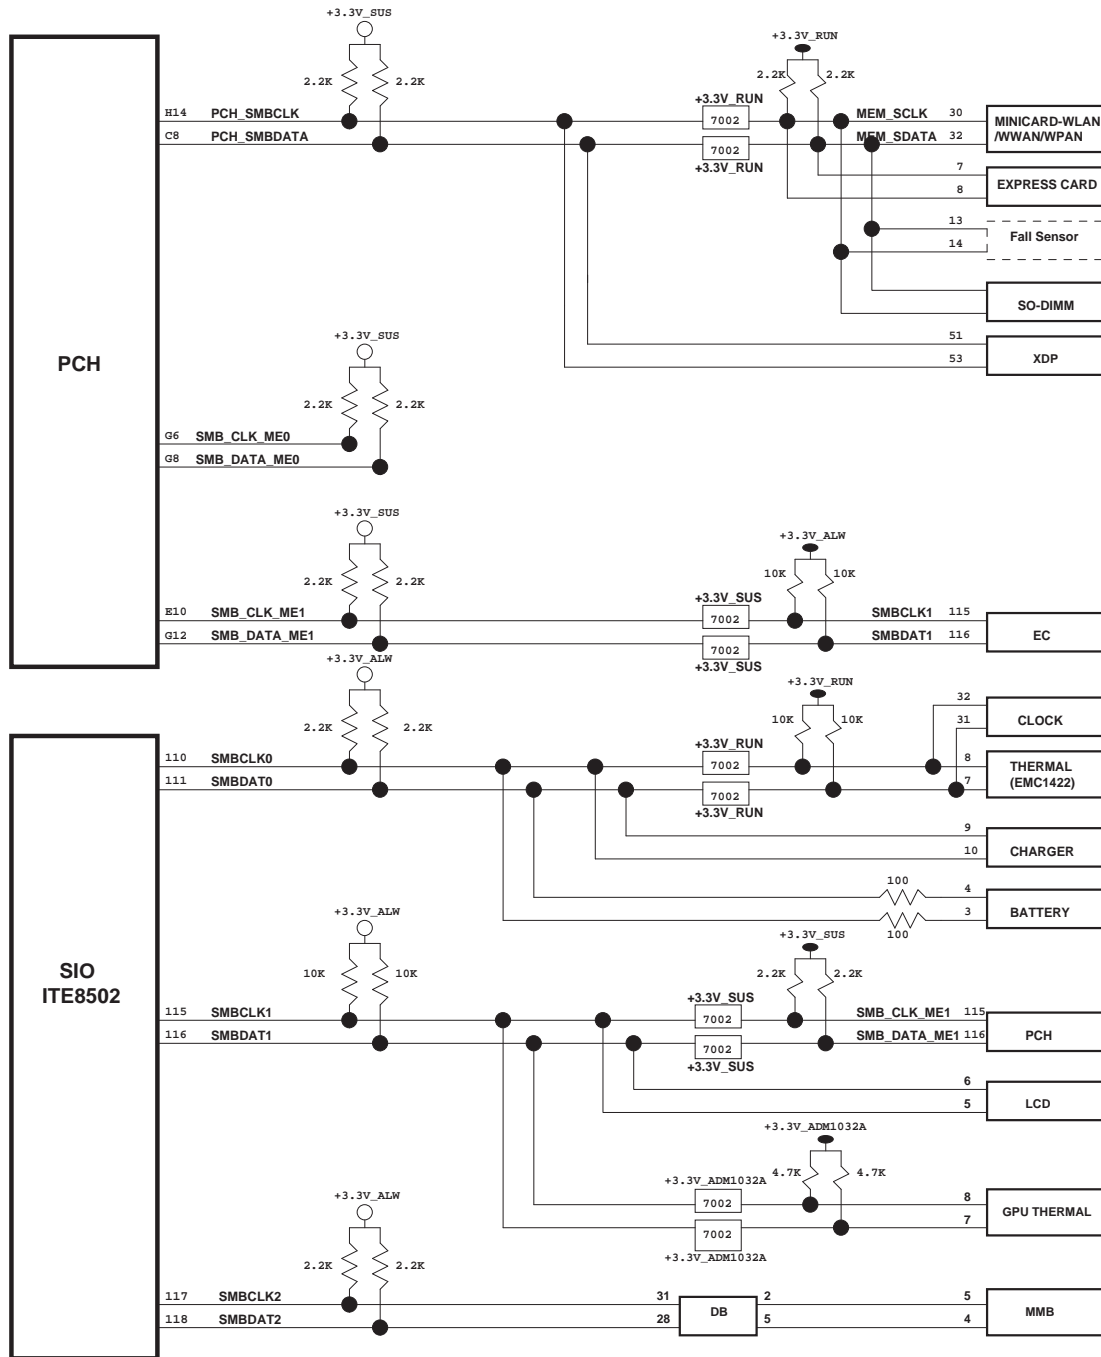 +3.3V_SUS
+3.3V_RUN
2.2K 2.2K
2.2K 2.2K
+3.3V_RUN
H14 PCH_SMBCLK 7002 MEM_SCLK 30
MINICARD-WLAN
C8 PCH_SMBDATA 7002 MEM_SDATA 32
/WWAN/WPAN
+3.3V_RUN
7
EXPRESS CARD
8
13
Fall Sensor
14
SO-DIMM
+3.3V_SUS
51
PCH
XDP
53
2.2K 2.2K
G6 SMB_CLK_ME0
G8 SMB_DATA_ME0
+3.3V_SUS
+3.3V_ALW
2.2K 2.2K
10K 10K
+3.3V_SUS
E10 SMB_CLK_ME1 7002 SMBCLK1 115
EC
G12 SMB_DATA_ME1 7002 SMBDAT1 116
+3.3V_SUS
+3.3V_ALW
+3.3V_RUN
32
2.2K 2.2K
10K 10K
CLOCK
31
+3.3V_RUN
110 SMBCLK0 7002 8
THERMAL
(EMC1422)
111 SMBDAT0 7002 7
+3.3V_RUN
9
CHARGER
10
100 4
BATTERY
100 3
+3.3V_ALW
+3.3V_SUS
10K 10K
2.2K 2.2K
SIO
ITE8502
+3.3V_SUS
115 SMBCLK1 7002 SMB_CLK_ME1 115
PCH
116 SMBDAT1 7002 SMB_DATA_ME1 116
+3.3V_SUS
6
LCD
5
+3.3V_ADM1032A
4.7K 4.7K
+3.3V_ADM1032A
7002 8
GPU THERMAL
7002 7
+3.3V_ADM1032A
+3.3V_ALW
2.2K 2.2K
117 SMBCLK2 31 DB 2 5 MMB
118 SMBDAT2 28 5 4